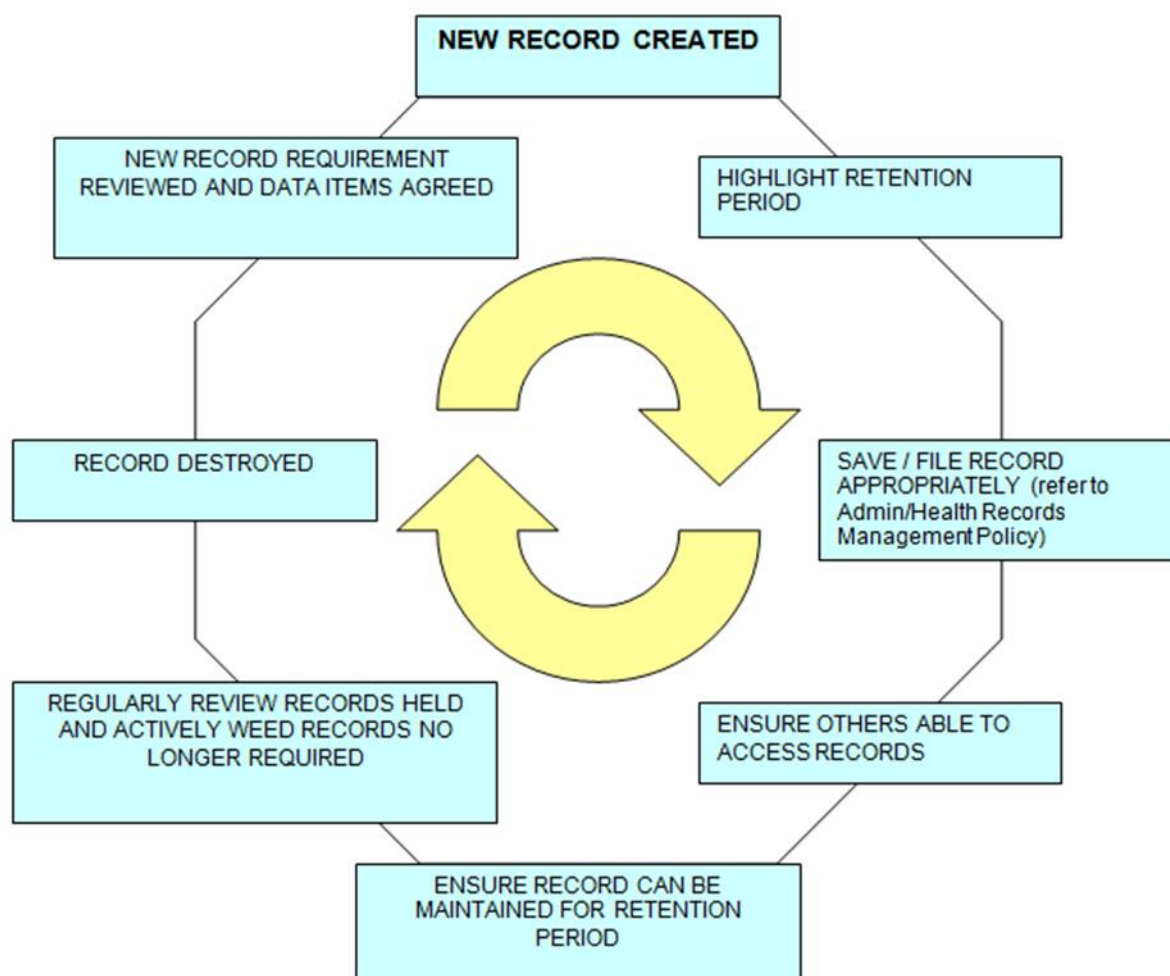 NEW RECORD CREATED
NEW RECORD REQUIREMENT
REVIEWED AND DATA ITEMS AGREED
HIGHLIGHT RETENTION
PERIOD
RECORD DESTROYED
SAVE / FILE RECORD
APPROPRIATELY (refer to
Admin/Health Records
Management Policy)
REGULARLY REVIEW RECORDS HELD
AND ACTIVELY WEED RECORDS NO
LONGER REQUIRED
ENSURE OTHERS ABLE TO
ACCESS RECORDS
ENSURE RECORD CAN BE
MAINTAINED FOR RETENTION
PERIOD